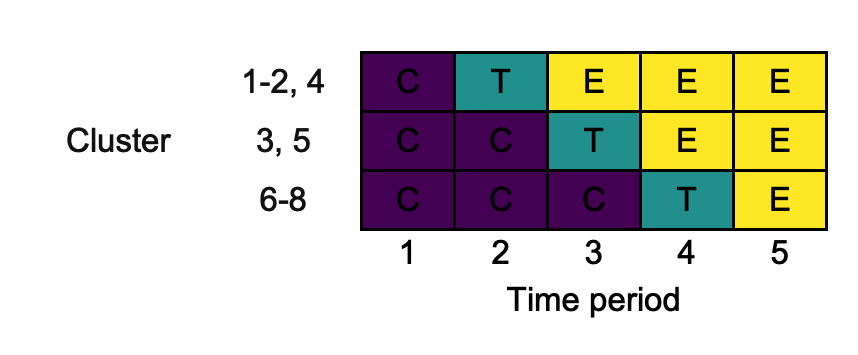 1-2, 4 C T E E E
Cluster 3, 5 C C T E E
6-8 C C C T E
1 2 3 4 5
Time period